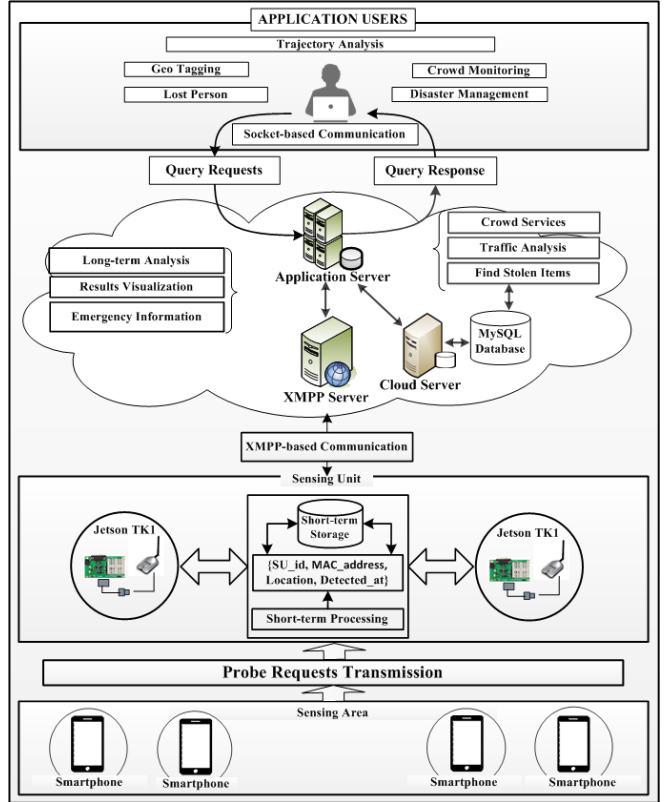 APPLICATION USERS
Trajectory Analysis
Geo Tagging
Crowd Monitoring
Lost Person
Disaster Management
Socket-based Communication
Query Requests
Query Response
Crowd Services
Traffic Analysis
Find Stolen Items
Long-term Analysis
Results Visualization
Emergency Information
Application Server
MySQL
Database
XMPP Server
Cloud Server
XMPP-based Communication
Sensing Unit
Jetson TK1
Short-term
Storage
Jetson TK1
{SU_id, MAC_address,
Location, Detected_at}
Short-term Processing
Probe Requests Transmission
Sensing Area
Smartphone
Smartphone
Smartphone
Smartphone